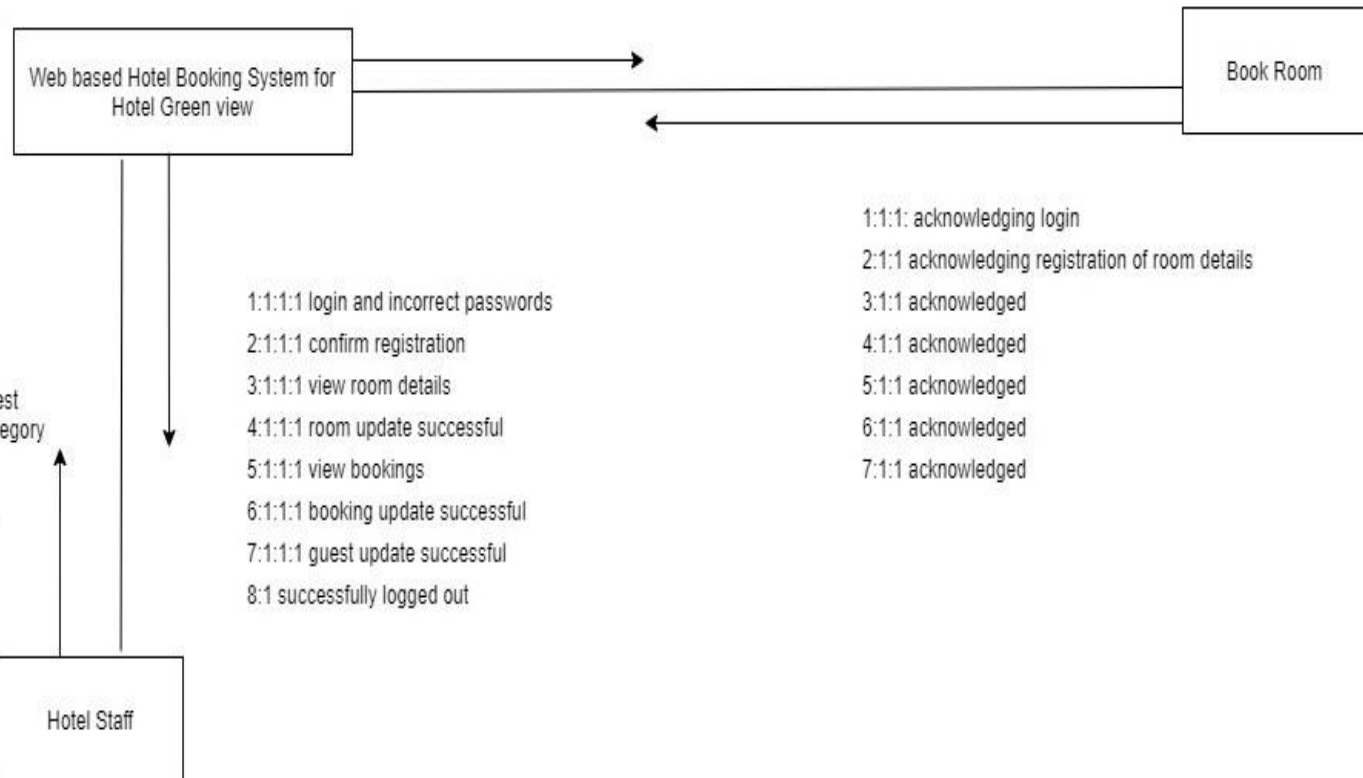 Web based Hotel Booking System for
Hotel Green view
Book Room
1:1:1: acknowledging login
2:1:1 acknowledging registration of room details
3:1:1 acknowledged
4:1:1 acknowledged
5:1:1 acknowledged
6:1:1 acknowledged
7:1:1 acknowledged
1:1:1:1 login and incorrect passwords
2:1:1:1 confirm registration
3:1:1:1 view room details
4:1:1:1 room update successful
5:1:1:1 view bookings
6:1:1:1 booking update successful
7:1:1:1 guest update successful
8:1 successfully logged out
Hotel Staff